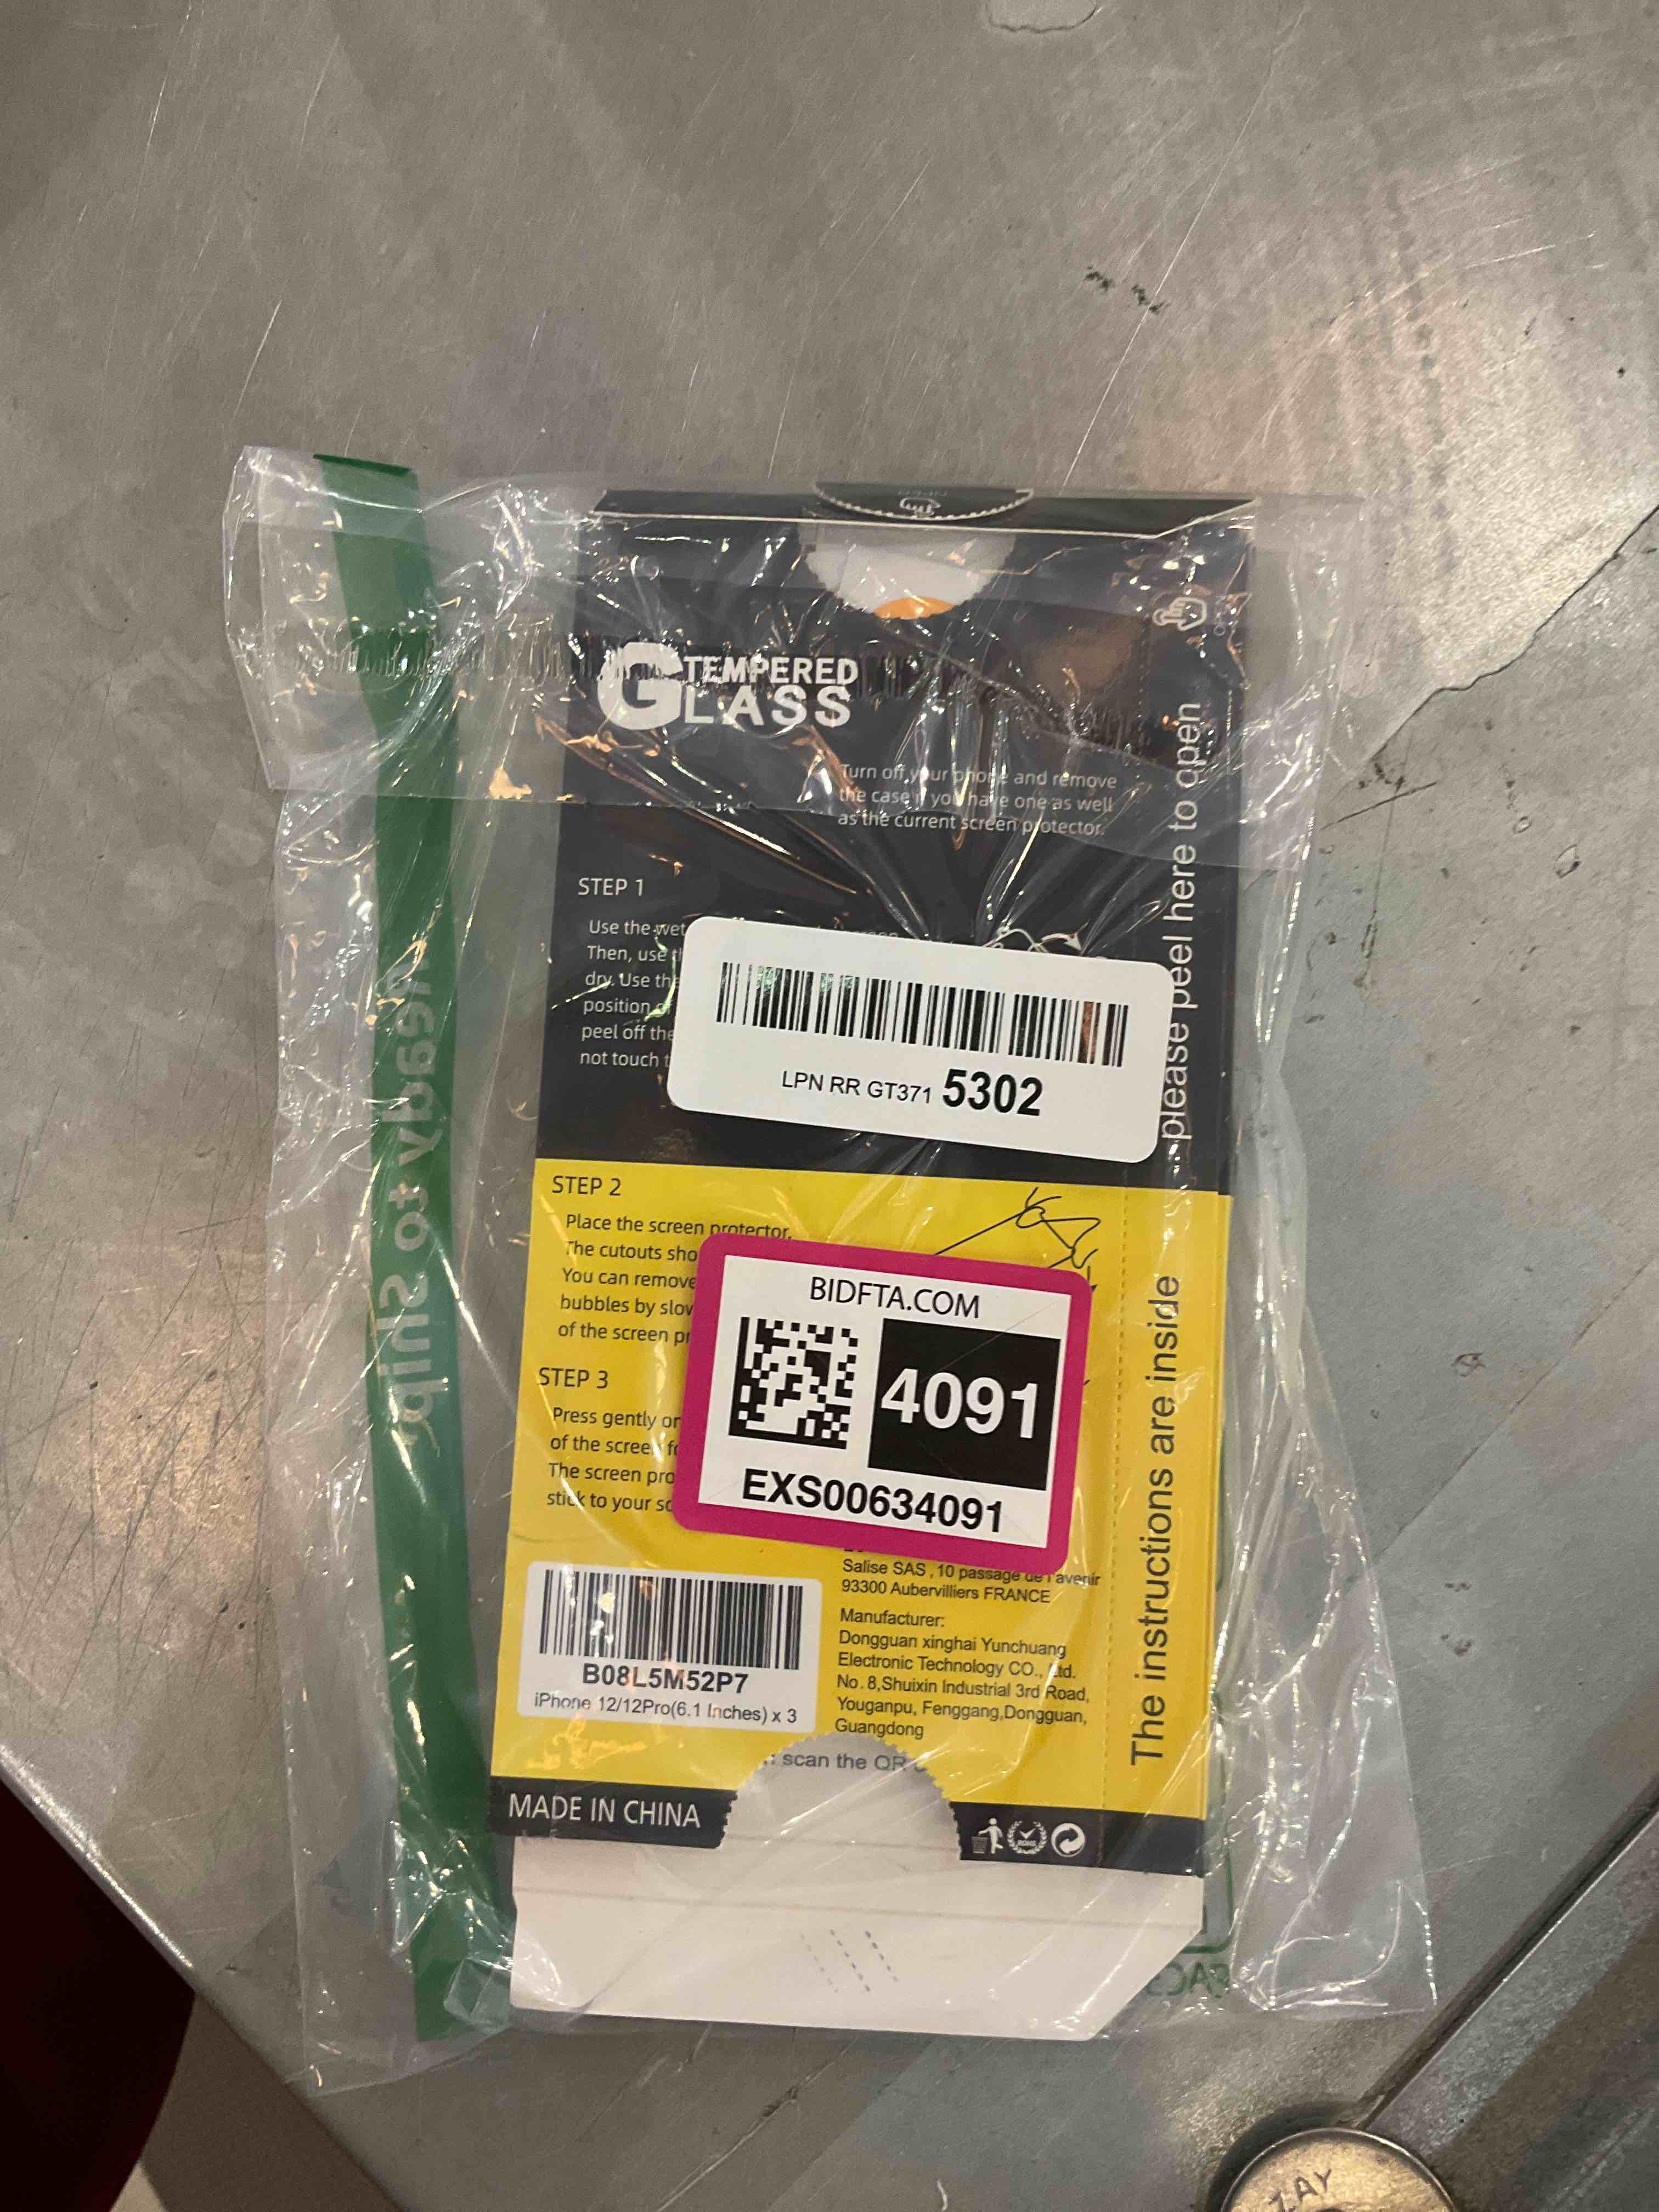 TEMPERED
GLASS
Turn off your phone and remove
the case if you have one as well
as the current screen protector.
STEP 1
Use the wet
Then, use
dry. Use the
position of
peel off the
not touch
LPN RR GT371 5302
STEP 2
Place the screen protector.
The cutouts
You can remove
bubbles by
of the screen
BIDFTA.COM
4091
EXS00634091
STEP 3
Press gently
of the screen
The screen
stick to your
Salise SAS , 10 passage de l'avenir
93300 Aubervilliers FRANCE
Manufacturer:
Dongguan xinghai Yunchuang
Electronic Technology CO., Ltd.
No. 8,Shuixin Industrial 3rd Road,
Youganpu, Fenggang,Dongguan,
Guangdong
B08L5M52P7
iPhone 12/12Pro(6.1 Inches) x 3
scan the QR
MADE IN CHINA
please peel here to open
The instructions are inside
Ready to Ship
ZAY